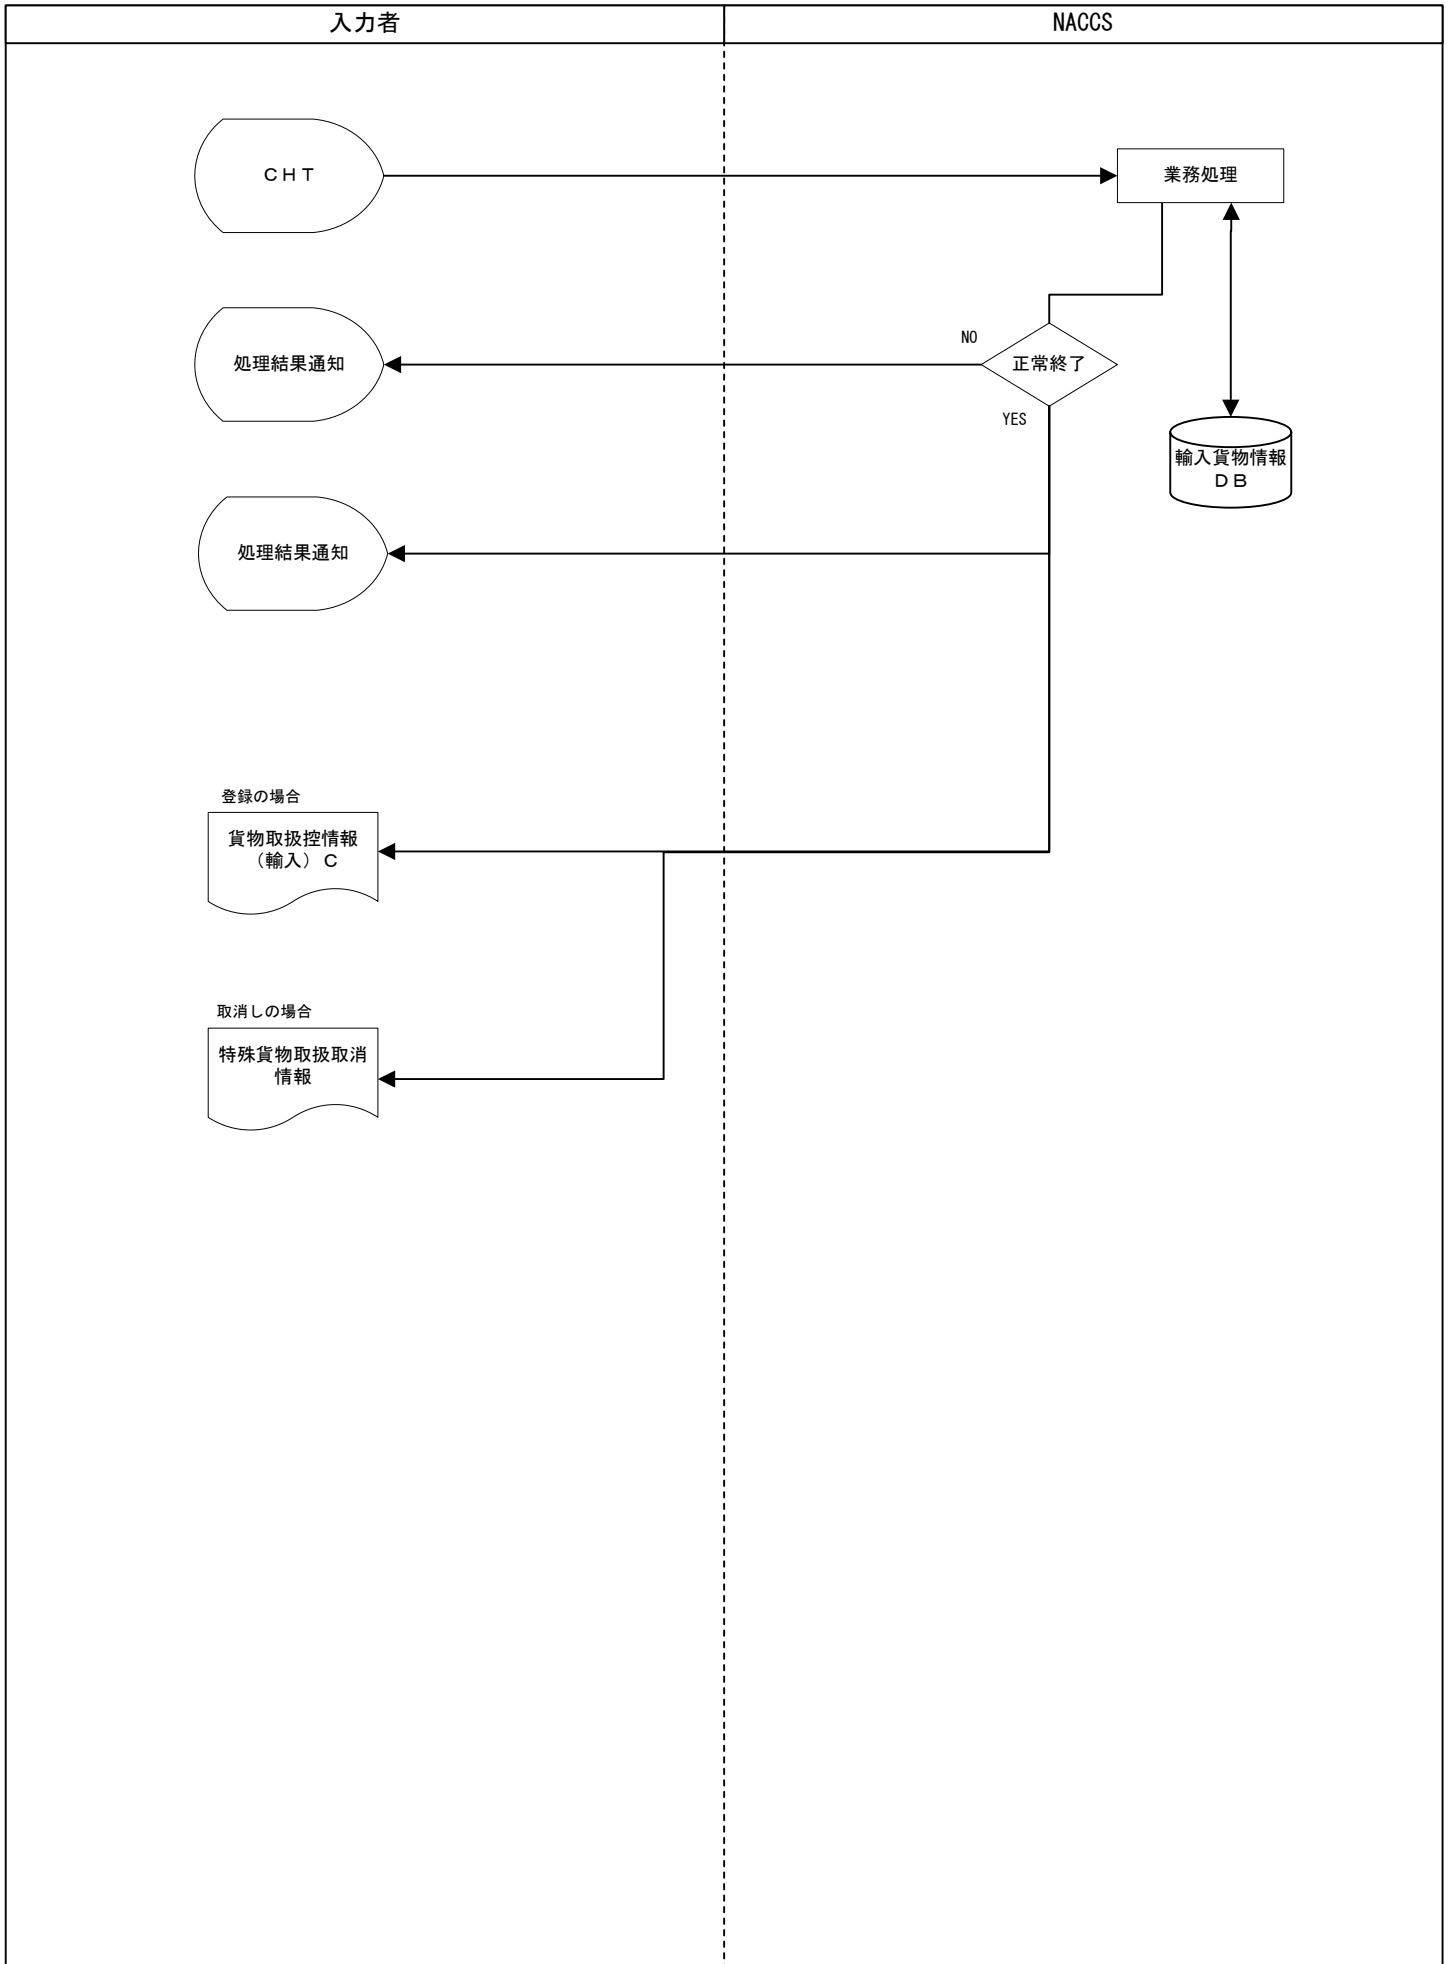 入力者
NACCS
ＣＨＴ
業務処理
NO
処理結果通知
正常終了
YES
輸入貨物情報
ＤＢ
処理結果通知
登録の場合
貨物取扱控情報
（輸入）Ｃ
取消しの場合
特殊貨物取扱取消
情報